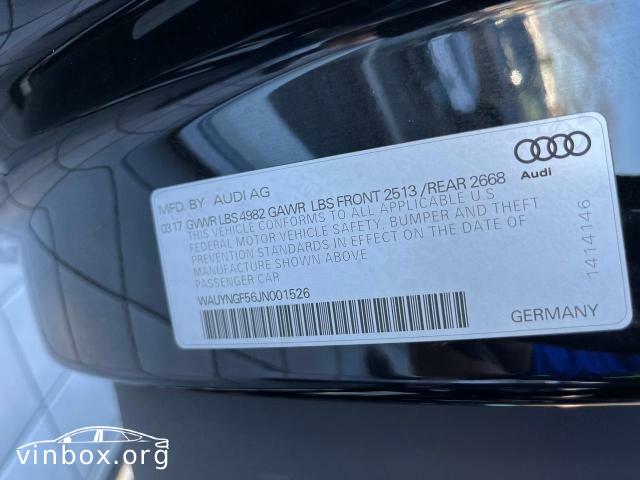 MFD. BY AUDI AG
Audi
03 17 GVWR LBS 4982 GAWR LBS FRONT 2513 /REAR 2668
THIS VEHICLE CONFORMS TO ALL APPLICABLE U.S
FEDERAL MOTOR VEHICLE SAFETY, BUMPER AND THEFT
PREVENTION STANDARDS IN EFFECT ON THE DATE OF
MANUFACTURE SHOWN ABOVE
PASSENGER CAR
WAUYNGF56JN001526
1414146
GERMANY
vinbox.org